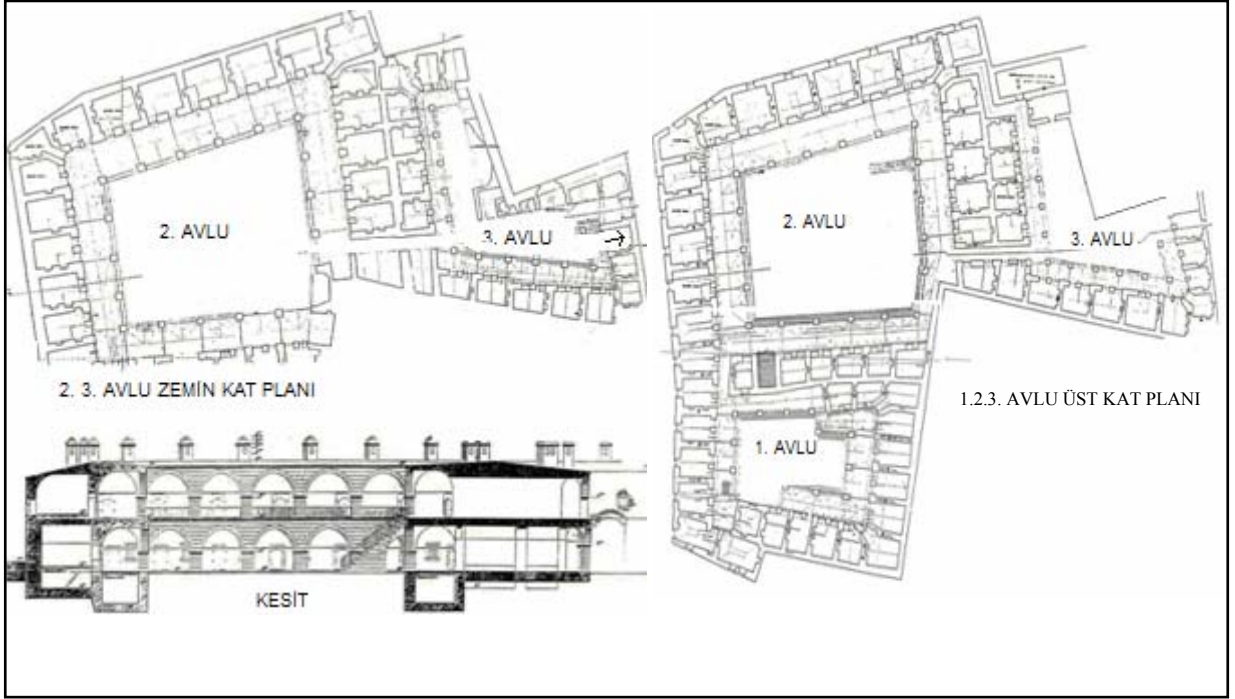 2. AVLU
3. AVLU
2. 3. AVLU ZEMİN KAT PLANI
KESİT
2. AVLU
3. AVLU
1. AVLU
1.2.3. AVLU ÜST KAT PLANI